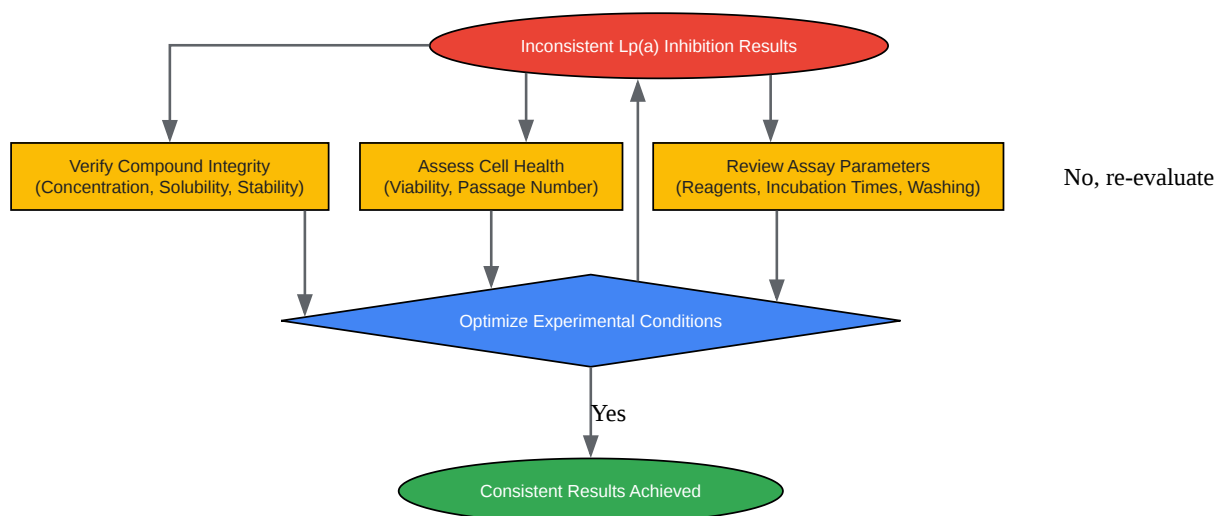 Inconsistent Lp(a) Inhibition Results
Verify Compound Integrity
(Concentration, Solubility, Stability)
Assess Cell Health
(Viability, Passage Number)
Review Assay Parameters
(Reagents, Incubation Times, Washing)
No, re-evaluate
Optimize Experimental Conditions
Yes
Consistent Results Achieved